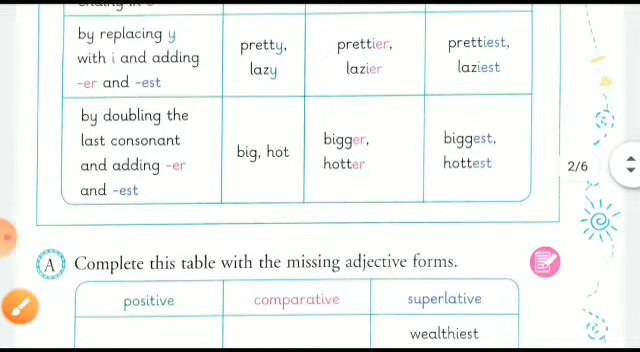 by replacing y
with i and adding
-er and -est
pretty,
lazy
prettier,
lazier
prettiest,
laziest
by doubling the
last consonant
and adding -er
and -est
big, hot
bigger,
hotter
biggest,
hottest
2/6
A Complete this table with the missing adjective forms.
positive comparative superlative
wealthiest